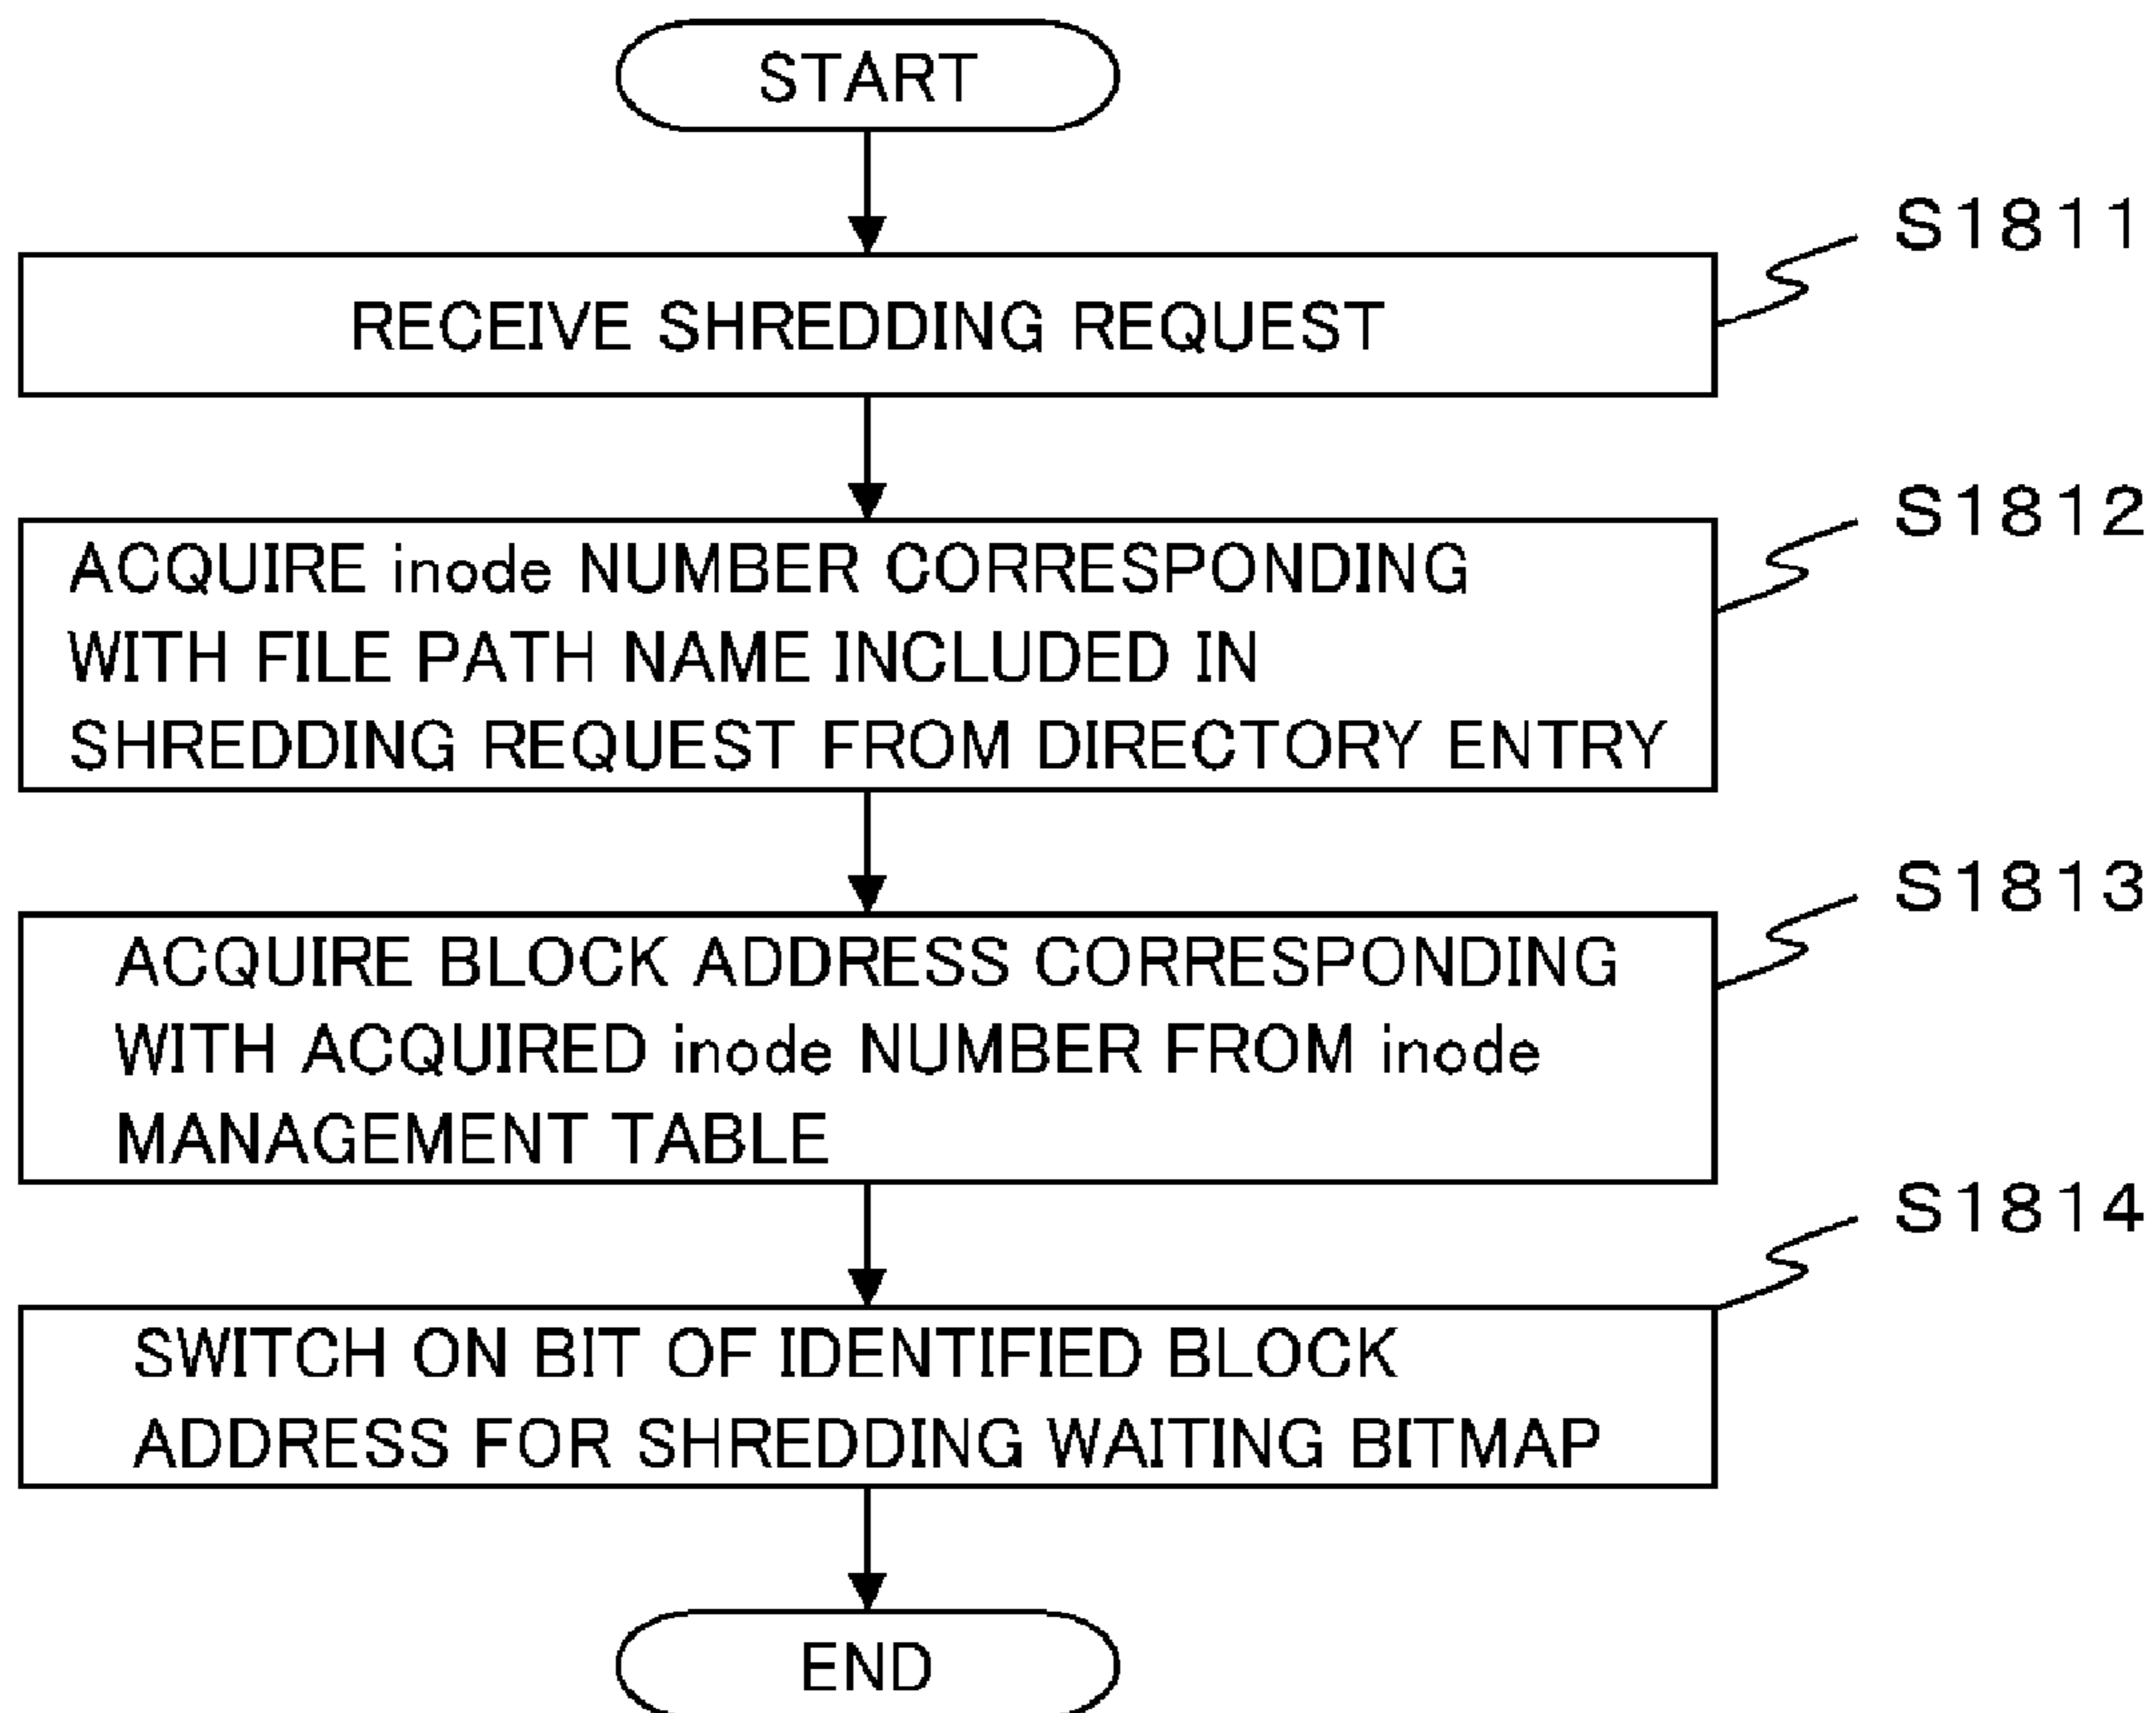 START
S1811
RECEIVE SHREDDING REQUEST
S1812
ACQUIRE inode NUMBER CORRESPONDING
WITH FILE PATH NAME INCLUDED IN
SHREDDING REQUEST FROM DIRECTORY ENTRY
S1813
ACQUIRE BLOCK ADDRESS CORRESPONDING
WITH ACQUIRED inode NUMBER FROM inode
MANAGEMENT TABLE
S1814
SWITCH ON BIT OF IDENTIFIED BLOCK
ADDRESS FOR SHREDDING WAITING BITMAP
END